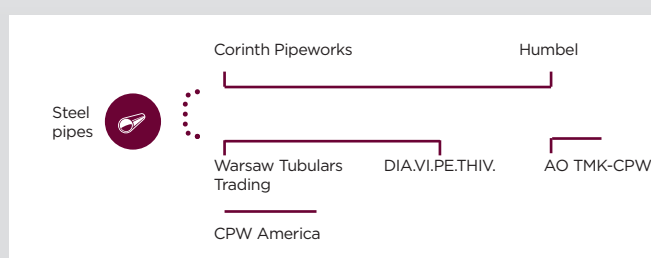 Corinth Pipeworks
Humbel
Steel
pipes
Warsaw Tubulars
Trading
DIA.VI.PE.THIV.
AO TMK-CPW
CPW America